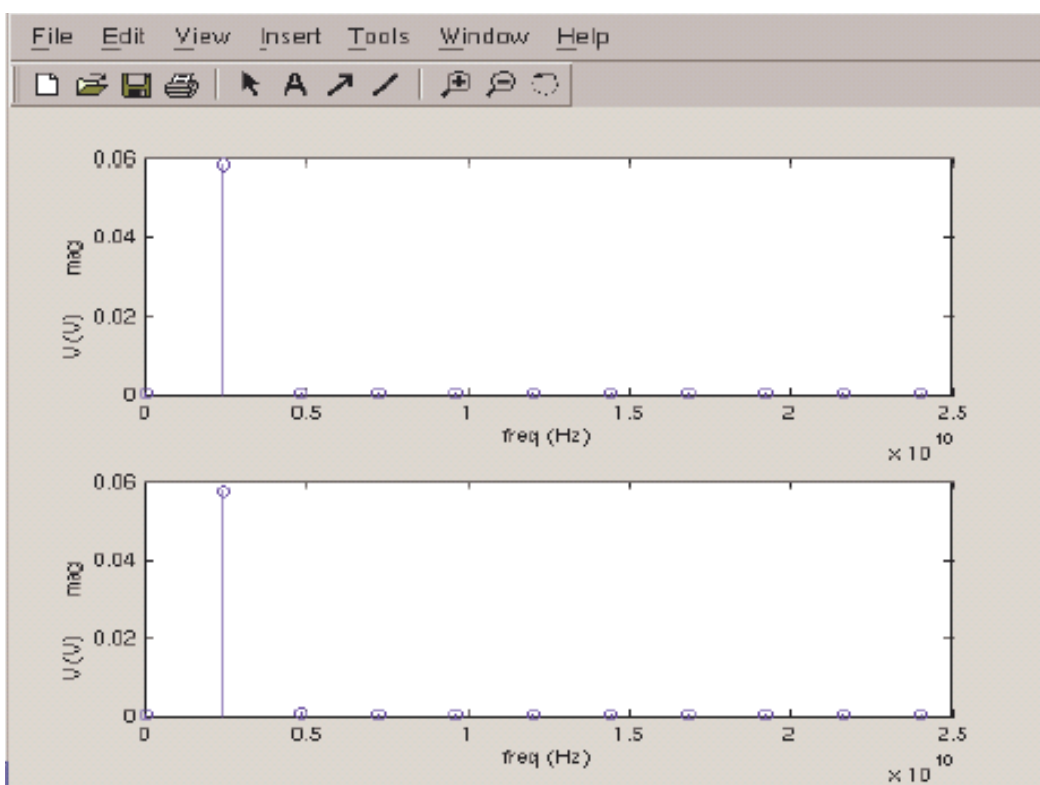 File Edit View Insert Tools Window Help
A
0.06
0.04
0.02
0
V(V) mag
0 0.5 1 1.5 2 2.5
freq (Hz)
x 10 10
0.06
0.04
0.02
0
V(V) mag
0 0.5 1 1.5 2 2.5
freq (Hz)
x 10 10